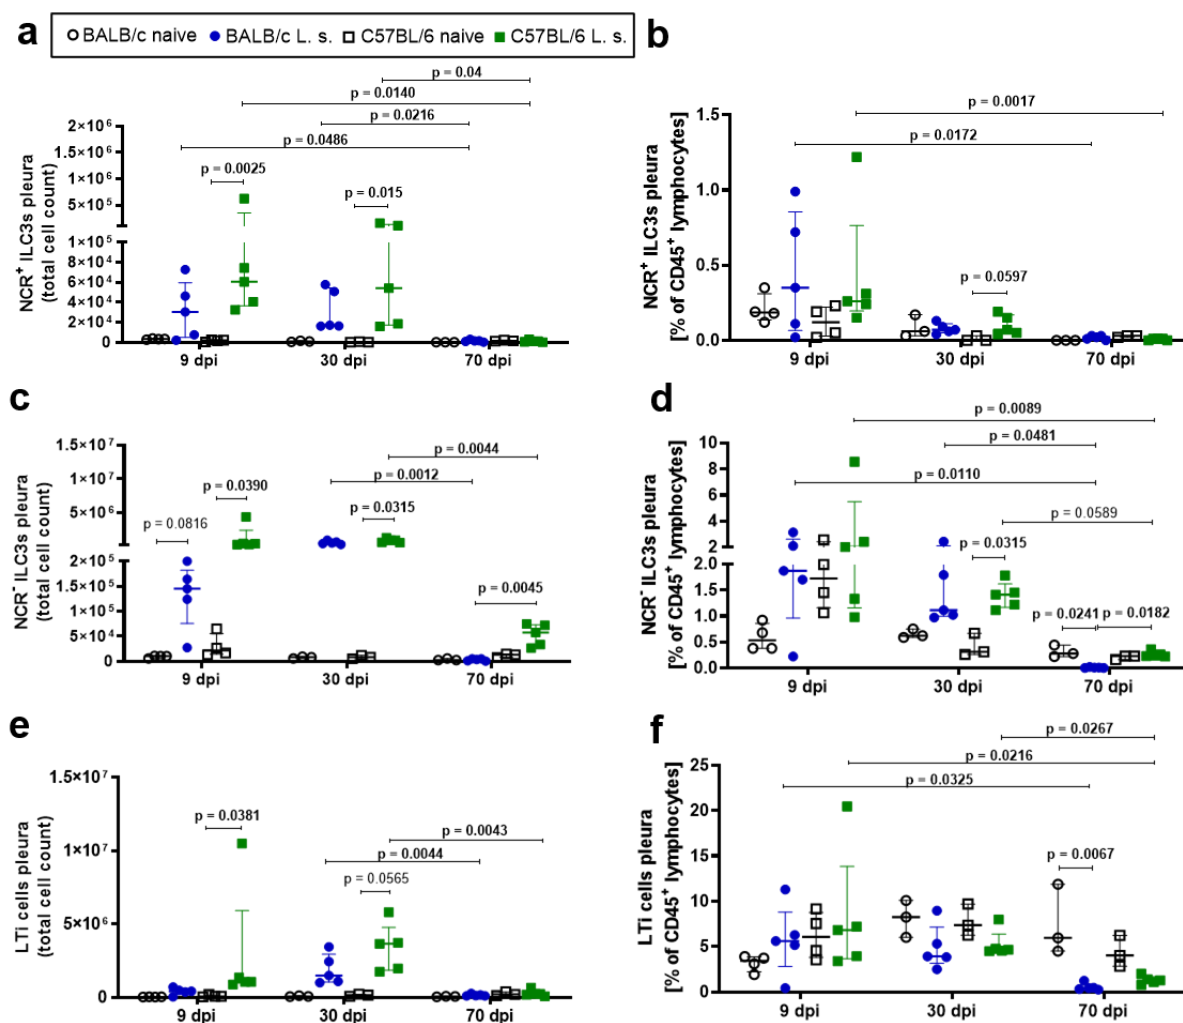 a
BALB/c naive BALB/c L. s. C57BL/6 naive C57BL/6 L. s.
p = 0.04
p = 0.0140
p = 0.0216
p = 0.0486
p = 0.0025
p = 0.015
NCR⁺ ILC3s pleura
(total cell count)
2×10⁶
1.5×10⁶
1×10⁶
5×10⁵
1×10⁵
8×10⁴
6×10⁴
4×10⁴
2×10⁴
0
9 dpi 30 dpi 70 dpi
b
p = 0.0017
p = 0.0172
p = 0.0597
NCR⁺ ILC3s pleura
[% of CD45⁺ lymphocytes]
1.5
1.0
0.5
0.0
9 dpi 30 dpi 70 dpi
c
p = 0.0044
p = 0.0012
p = 0.0390
p = 0.0315
p = 0.0816
p = 0.0045
NCR⁻ ILC3s pleura
(total cell count)
1.5×10⁷
1×10⁷
5×10⁶
2×10⁵
1.5×10⁵
1×10⁵
5×10⁴
0
9 dpi 30 dpi 70 dpi
d
p = 0.0089
p = 0.0481
p = 0.0110
p = 0.0589
p = 0.0315
p = 0.0241 p = 0.0182
NCR⁻ ILC3s pleura
[% of CD45⁺ lymphocytes]
10
8
6
4
2
2.0
1.5
1.0
0.5
0.0
9 dpi 30 dpi 70 dpi
e
p = 0.0381
p = 0.0043
p = 0.0044
p = 0.0565
LTi cells pleura
(total cell count)
1.5×10⁷
1×10⁷
5×10⁶
0
9 dpi 30 dpi 70 dpi
f
p = 0.0267
p = 0.0216
p = 0.0325
p = 0.0067
LTi cells pleura
[% of CD45⁺ lymphocytes]
25
20
15
10
5
0
9 dpi 30 dpi 70 dpi